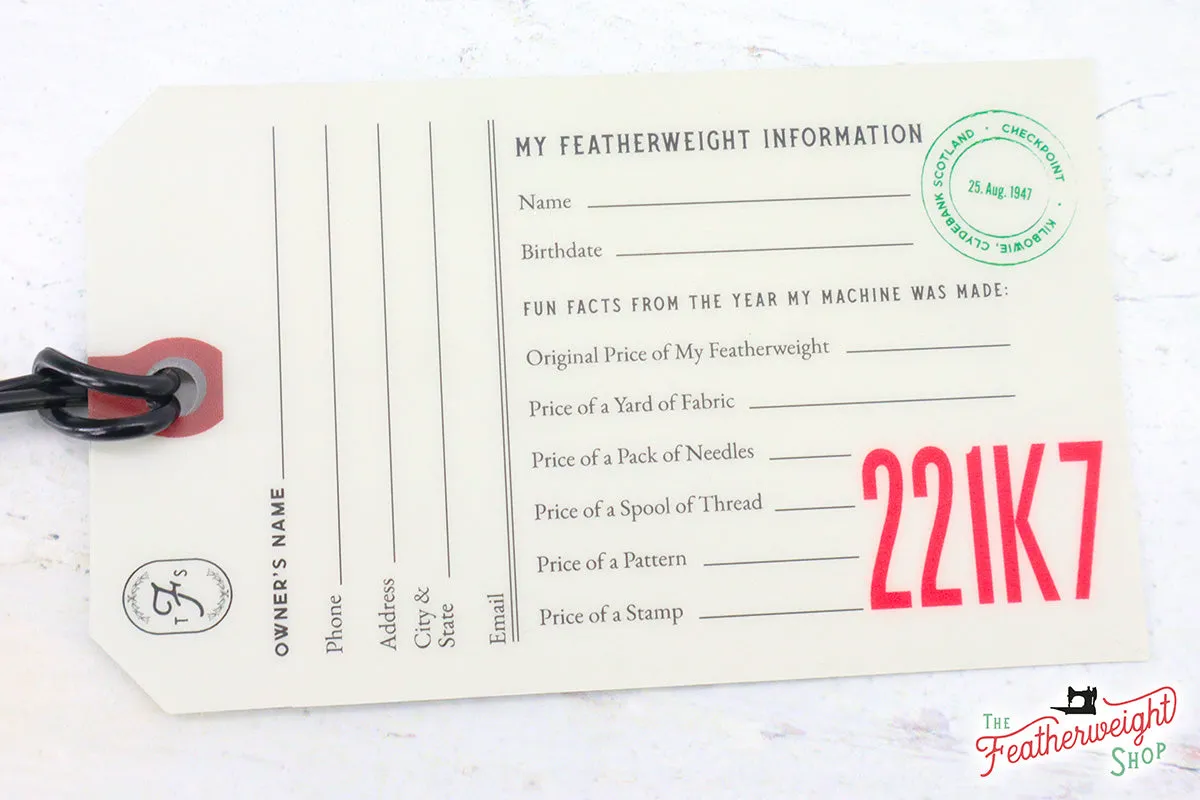 MY FEATHERWEIGHT INFORMATION
Name
Birthdate
FUN FACTS FROM THE YEAR MY MACHINE WAS MADE:
Original Price of My Featherweight
Price of a Yard of Fabric
Price of a Pack of Needles
Price of a Spool of Thread
Price of a Pattern
Price of a Stamp
221K7
CHECKPOINT · KILBOWIE, CLYDEBANK SCOTLAND ·
25. Aug. 1947
OWNER'S NAME
Phone
Address
City &
State
Email
T F S
THE
Featherweight
SHOP